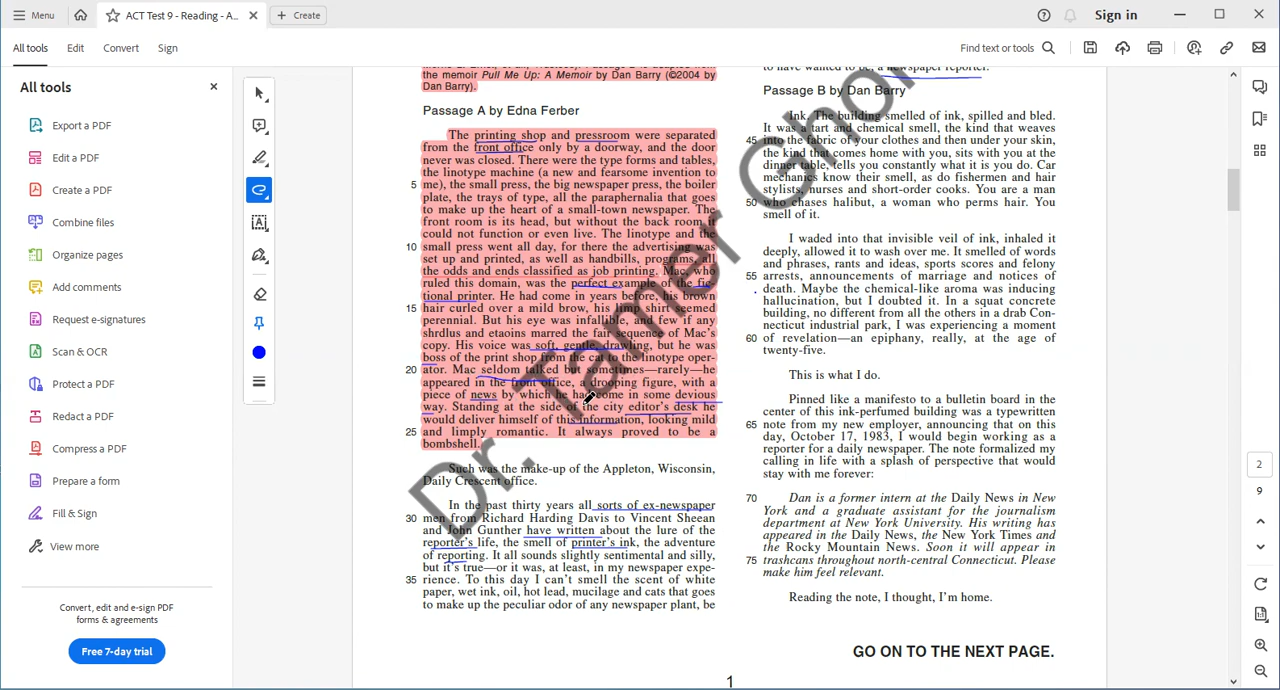 Menu
ACT Test 9 - Reading - A...
Create
Sign in
All tools
Edit
Convert
Sign
Find text or tools
All tools
Export a PDF
Edit a PDF
Create a PDF
Combine files
Organize pages
Add comments
Request e-signatures
Scan & OCR
Protect a PDF
Redact a PDF
Compress a PDF
Prepare a form
Fill & Sign
View more
Convert, edit and e-sign PDF
forms & agreements
Free 7-day trial
the memoir Pull Me Up: A Memoir by Dan Barry (©2004 by
Dan Barry).
Passage A by Edna Ferber
The printing shop and pressroom were separated
from the front office only by a doorway, and the door
never was closed. There were the type forms and tables,
the linotype machine (a new and fearsome invention to
5 me), the small press, the big newspaper press, the boiler
plate, the trays of type, all the paraphernalia that goes
to make up the heart of a small-town newspaper. The
front room is its head, but without the back room it
could not function or even live. The linotype and the
10 small press went all day, for there the advertising was
set up and printed, as well as handbills, programs, all
the odds and ends classified as job printing. Mac, who
ruled this domain, was the perfect example of the fic-
tional printer. He had come in years before, his brown
15 hair curled over a mild brow, his limp shirt seemed
perennial. But his eye was infallible, and few if any
shrdlus and etaoins marred the fair sequence of Mac's
copy. His voice was soft, gentle, drawling, but he was
boss of the print shop from the cat to the linotype oper-
20 ator. Mac seldom talked but sometimes—rarely—he
appeared in the front office, a drooping figure, with a
piece of news by which he had come in some devious
way. Standing at the side of the city editor's desk he
would deliver himself of this information, looking mild
25 and limply romantic. It always proved to be a
bombshell.
Such was the make-up of the Appleton, Wisconsin,
Daily Crescent office.
In the past thirty years all sorts of ex-newspaper
30 men from Richard Harding Davis to Vincent Sheean
and John Gunther have written about the lure of the
reporter's life, the smell of printer's ink, the adventure
of reporting. It all sounds slightly sentimental and silly,
but it's true—or it was, at least, in my newspaper expe-
35 rience. To this day I can't smell the scent of white
paper, wet ink, oil, hot lead, mucilage and cats that goes
to make up the peculiar odor of any newspaper plant, be
to have wanted to be, a newspaper reporter.
Passage B by Dan Barry
Ink. The building smelled of ink, spilled and bled.
It was a tart and chemical smell, the kind that weaves
45 into the fabric of your clothes and then under your skin,
the kind that comes home with you, sits with you at the
dinner table, tells you constantly what it is you do. Car
mechanics know their smell, as do fishermen and hair
stylists, nurses and short-order cooks. You are a man
50 who chases halibut, a woman who perms hair. You
smell of it.
I waded into that invisible veil of ink, inhaled it
deeply, allowed it to wash over me. It smelled of words
and phrases, rants and ideas, sports scores and felony
55 arrests, announcements of marriage and notices of
death. Maybe the chemical-like aroma was inducing
hallucination, but I doubted it. In a squat concrete
building, no different from all the others in a drab Con-
necticut industrial park, I was experiencing a moment
60 of revelation—an epiphany, really, at the age of
twenty-five.
This is what I do.
Pinned like a manifesto to a bulletin board in the
center of this ink-perfumed building was a typewritten
65 note from my new employer, announcing that on this
day, October 17, 1983, I would begin working as a
reporter for a daily newspaper. The note formalized my
calling in life with a splash of perspective that would
stay with me forever:
70 Dan is a former intern at the Daily News in New
York and a graduate assistant for the journalism
department at New York University. His writing has
appeared in the Daily News, the New York Times and
the Rocky Mountain News. Soon it will appear in
75 trashcans throughout north-central Connecticut. Please
make him feel relevant.
Reading the note, I thought, I'm home.
GO ON TO THE NEXT PAGE.
1
Dr. Tamer Ghor
2
9